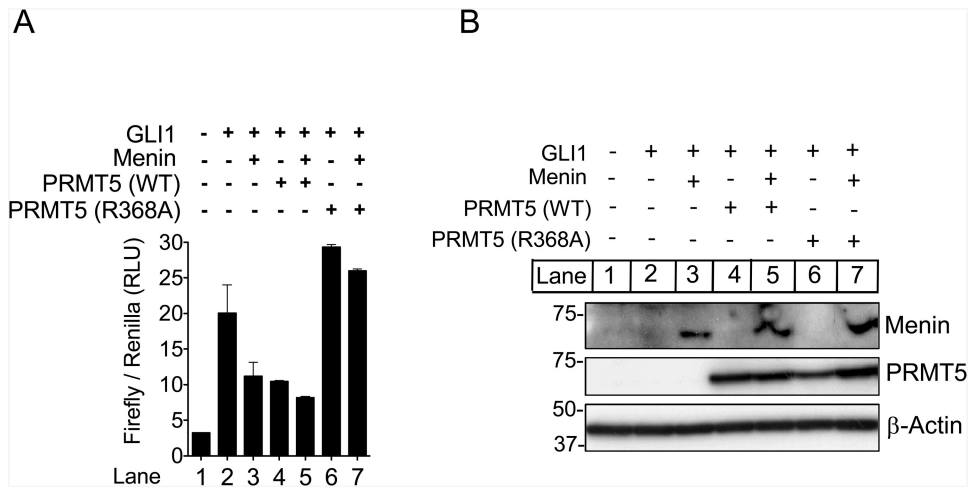 A
GLI1 - + + + + + +
Menin - - + - + - +
PRMT5 (WT) - - - + + - -
PRMT5 (R368A) - - - - - + +
Firefly / Renilla (RLU)
30
25
20
15
10
5
0
Lane 1 2 3 4 5 6 7
B
GLI1 - + + + + + +
Menin - - + - + - +
PRMT5 (WT) - - - + + - -
PRMT5 (R368A) - - - - - + +
Lane 1 2 3 4 5 6 7
75- Menin
75- PRMT5
50- β-Actin
37-